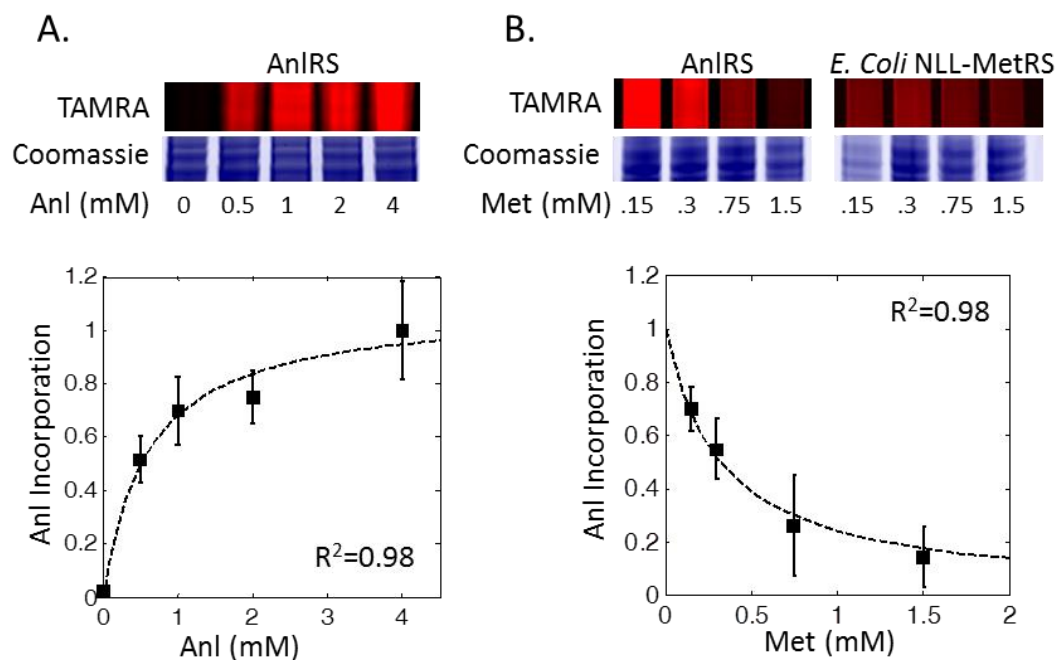 A.
AnlRS
TAMRA
Coomassie
Anl (mM) 0 0.5 1 2 4
1.2
1
0.8
0.6
0.4
0.2
0
Anl Incorporation
R²=0.98
0 1 2 3 4
Anl (mM)
B.
AnlRS E. Coli NLL-MetRS
TAMRA
Coomassie
Met (mM) .15 .3 .75 1.5 .15 .3 .75 1.5
1.2
1
0.8
0.6
0.4
0.2
0
Anl Incorporation
R²=0.98
0 0.5 1 1.5 2
Met (mM)